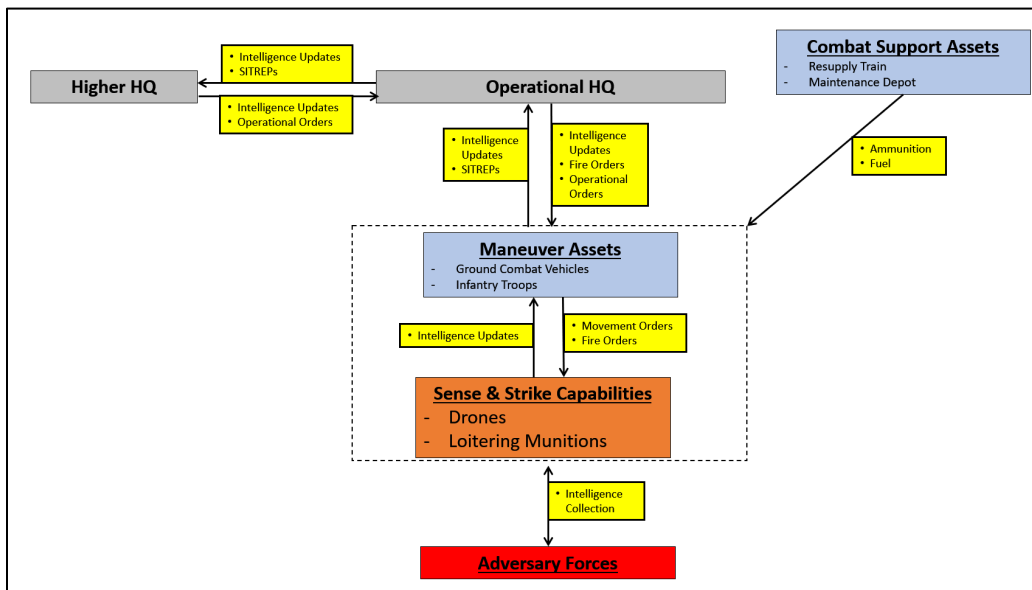 Combat Support Assets
- Resupply Train
- Maintenance Depot
• Intelligence Updates
• SITREPs
Higher HQ
Operational HQ
• Intelligence Updates
• Operational Orders
• Intelligence
Updates
• SITREPs
• Intelligence
Updates
• Fire Orders
• Operational
Orders
• Ammunition
• Fuel
Maneuver Assets
- Ground Combat Vehicles
- Infantry Troops
• Intelligence Updates
• Movement Orders
• Fire Orders
Sense & Strike Capabilities
- Drones
- Loitering Munitions
• Intelligence
Collection
Adversary Forces